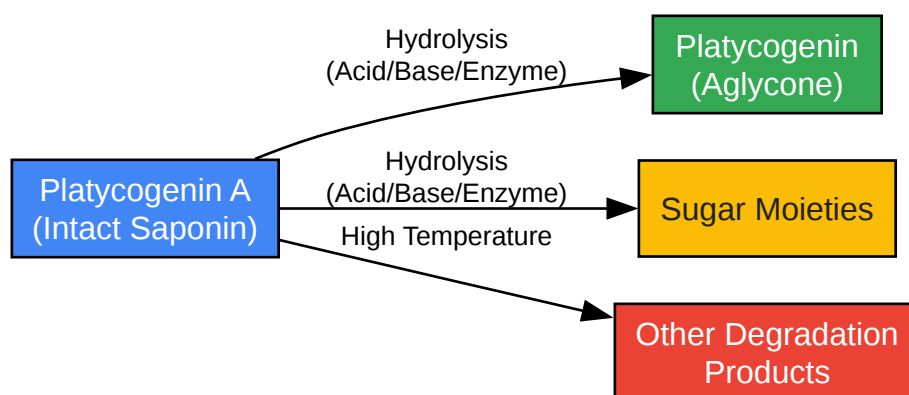 Hydrolysis
(Acid/Base/Enzyme)
Platycogenin
(Aglycone)
Platycogenin A
(Intact Saponin)
Hydrolysis
(Acid/Base/Enzyme)
Sugar Moieties
High Temperature
Other Degradation
Products